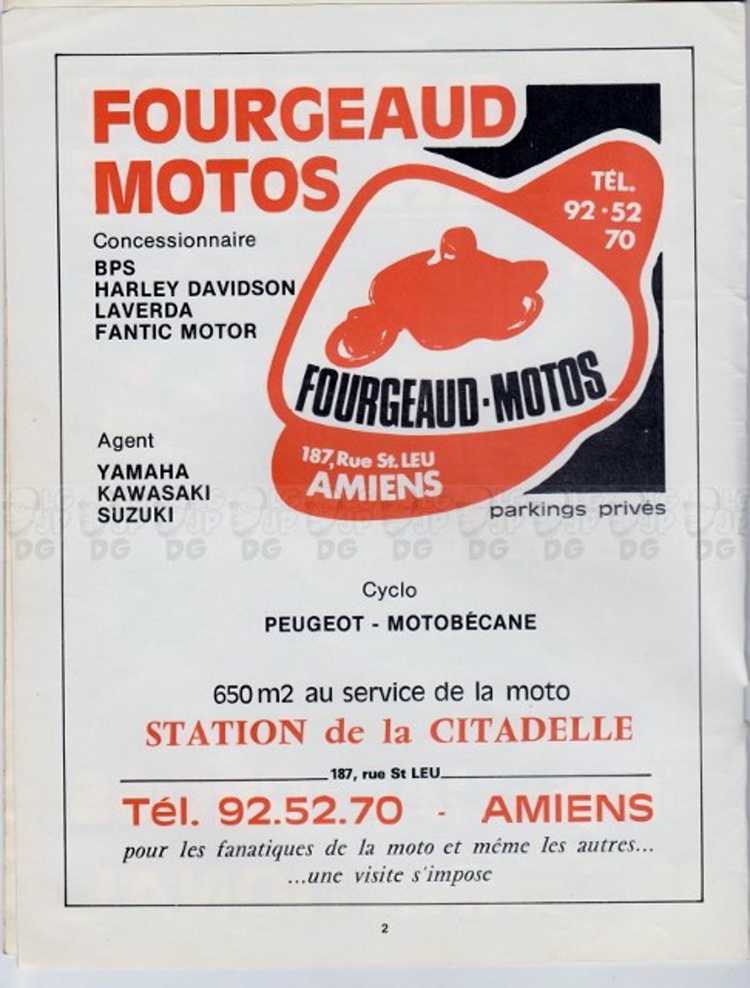 FOURGEAUD
MOTOS
Concessionnaire
BPS
HARLEY DAVIDSON
LAVERDA
FANTIC MOTOR
TÉL.
92·52
70
FOURGEAUD·MOTOS
187, Rue St. LEU
AMIENS
parkings privés
Agent
YAMAHA
KAWASAKI
SUZUKI
Cyclo
PEUGEOT - MOTOBÉCANE
650 m2 au service de la moto
STATION de la CITADELLE
187, rue St LEU
Tél. 92.52.70 - AMIENS
pour les fanatiques de la moto et même les autres...
...une visite s'impose
2